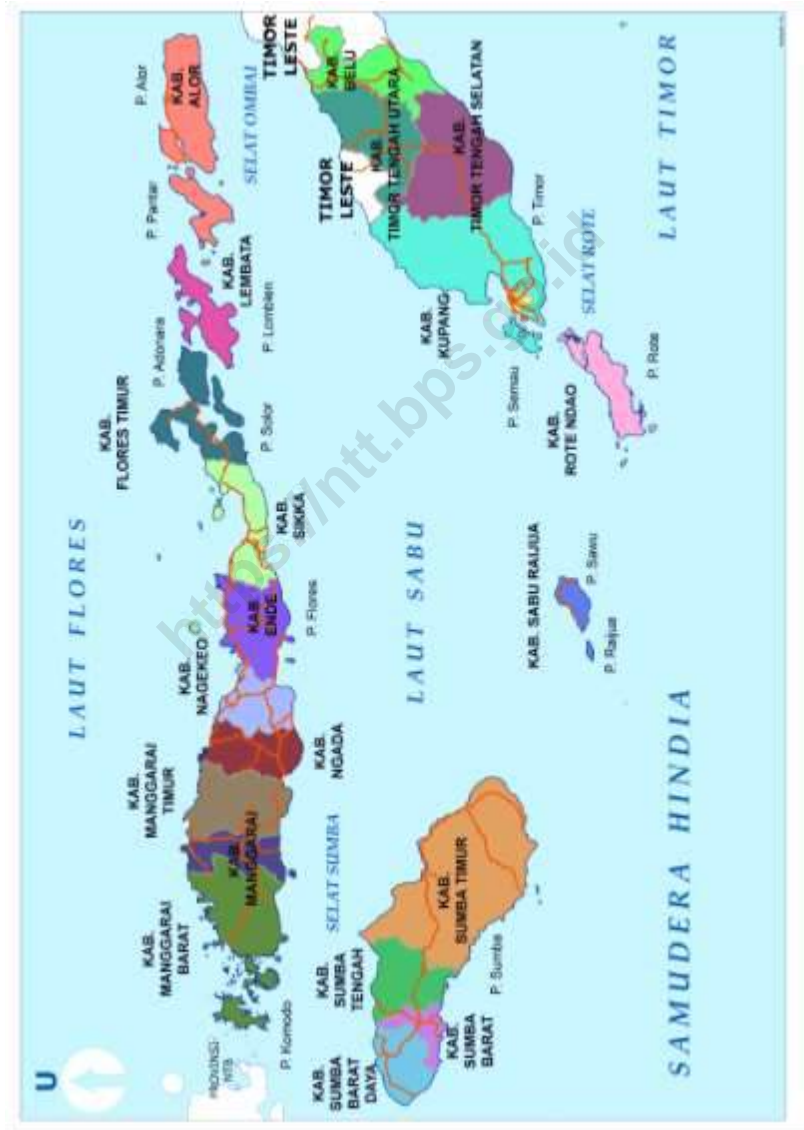 U
LAUT FLORES
PROVINSI
NTB
P. Komodo
KAB.
MANGGARAI
BARAT
KAB.
MANGGARAI
KAB.
MANGGARAI
TIMUR
KAB.
NGADA
KAB.
NAGEKEO
KAB.
ENDE
P. Flores
KAB.
SIKKA
KAB.
FLORES TIMUR
P. Solor
P. Adonara
P. Lomblen
KAB.
LEMBATA
P. Pantar
P. Alor
KAB.
ALOR
SELAT OMBAI
SELAT SUMBA
LAUT SABU
KAB.
SUMBA
BARAT
DAYA
KAB.
SUMBA
BARAT
KAB.
SUMBA
TENGAH
KAB.
SUMBA TIMUR
P. Sumba
KAB. SABU RAIJUA
P. Sawu
P. Raijua
TIMOR
LESTE
TIMOR
LESTE
KAB.
BELU
KAB.
TIMOR TENGAH UTARA
KAB.
TIMOR TENGAH SELATAN
KAB.
KUPANG
P. Timor
P. Semau
SELAT ROTE
KAB.
ROTE NDAO
P. Rote
LAUT TIMOR
SAMUDERA HINDIA
https://ntt.bps.go.id